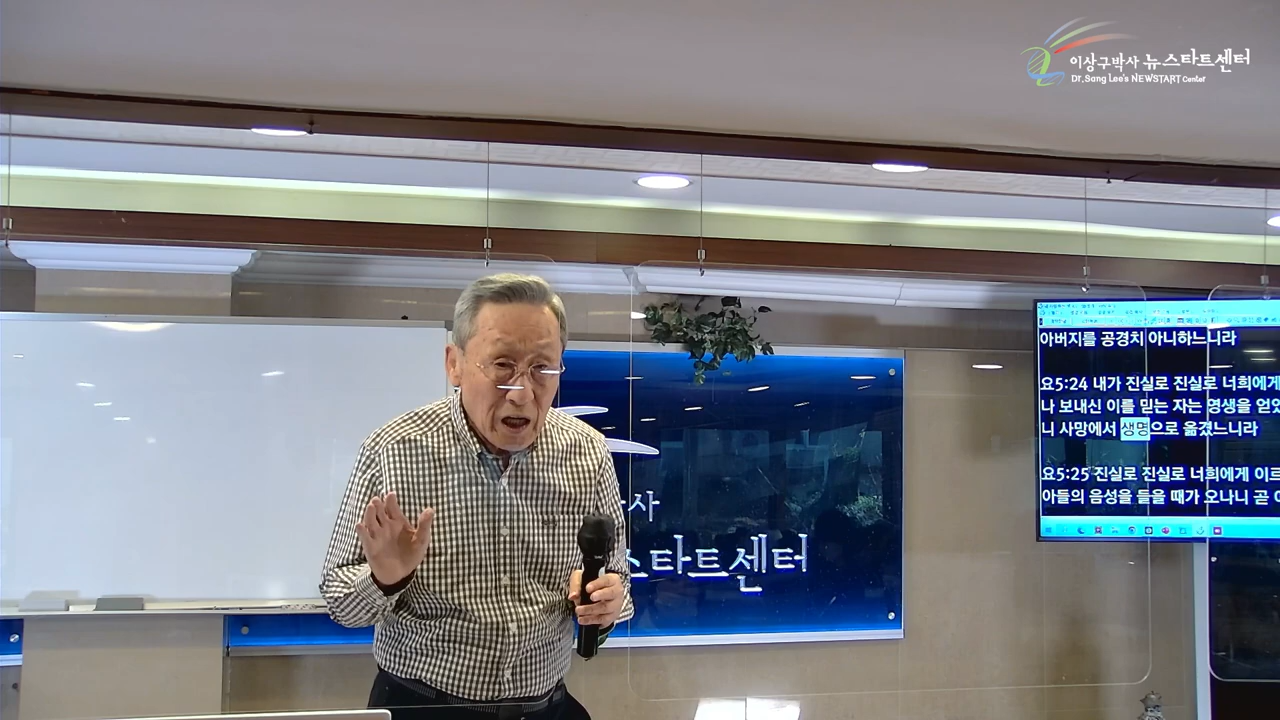 이상구박사 뉴스타트센터
Dr. Sang Lee's NEWSTART Center
아버지를 공경치 아니하느니라
요5:24 내가 진실로 진실로 너희에게
나 보내신 이를 믿는 자는 영생을 얻었
니 사망에서 생명으로 옮겼느니라
요5:25 진실로 진실로 너희에게 이르
아들의 음성을 들을 때가 오나니 곧 이
사
스타트센터